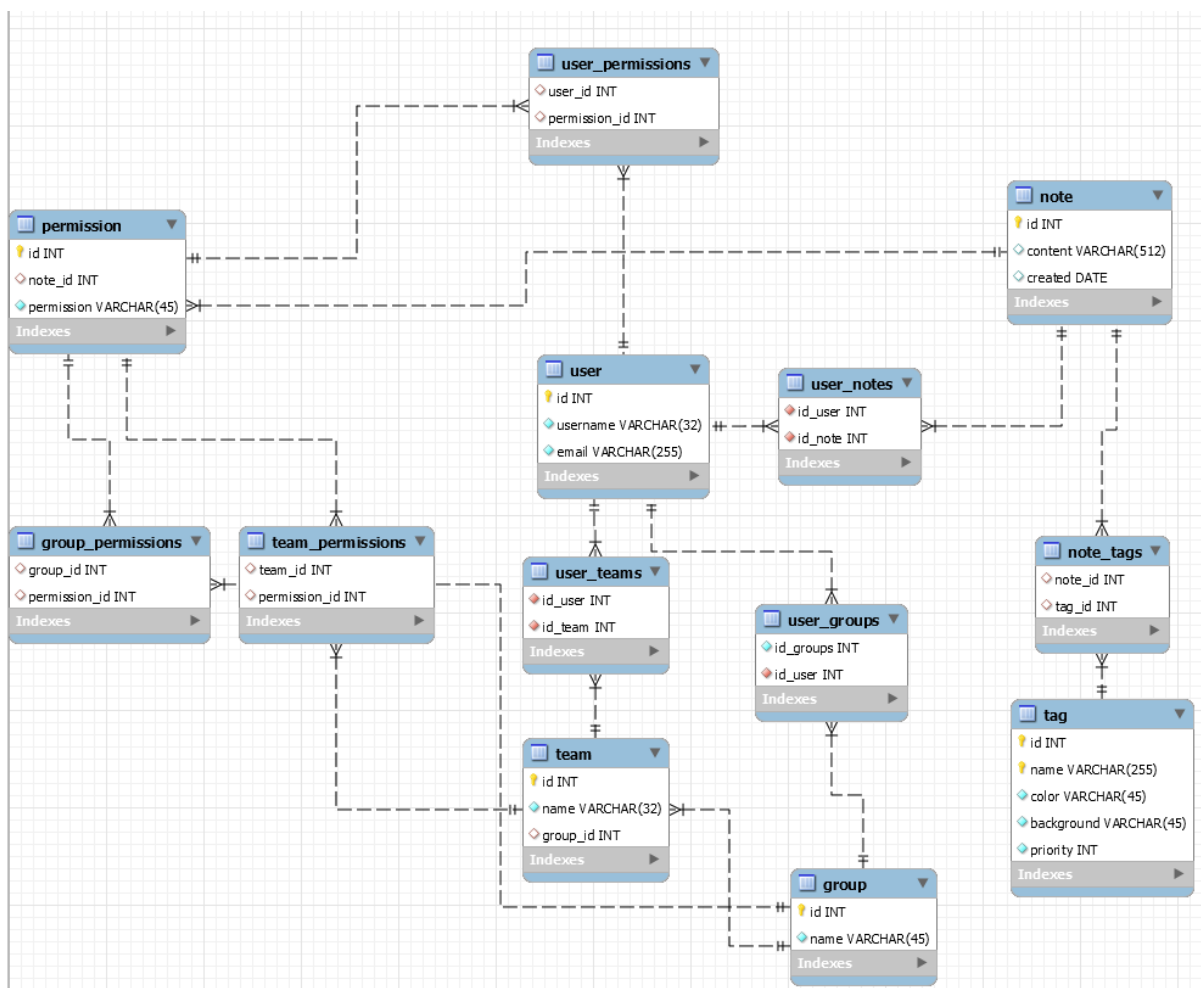 user_permissions
user_id INT
permission_id INT
Indexes
permission
id INT
note_id INT
permission VARCHAR(45)
Indexes
note
id INT
content VARCHAR(512)
created DATE
Indexes
user
id INT
username VARCHAR(32)
email VARCHAR(255)
Indexes
user_notes
id_user INT
id_note INT
Indexes
group_permissions
group_id INT
permission_id INT
Indexes
team_permissions
team_id INT
permission_id INT
Indexes
user_teams
id_user INT
id_team INT
Indexes
user_groups
id_groups INT
id_user INT
Indexes
note_tags
note_id INT
tag_id INT
Indexes
team
id INT
name VARCHAR(32)
group_id INT
Indexes
tag
id INT
name VARCHAR(255)
color VARCHAR(45)
background VARCHAR(45)
priority INT
Indexes
group
id INT
name VARCHAR(45)
Indexes